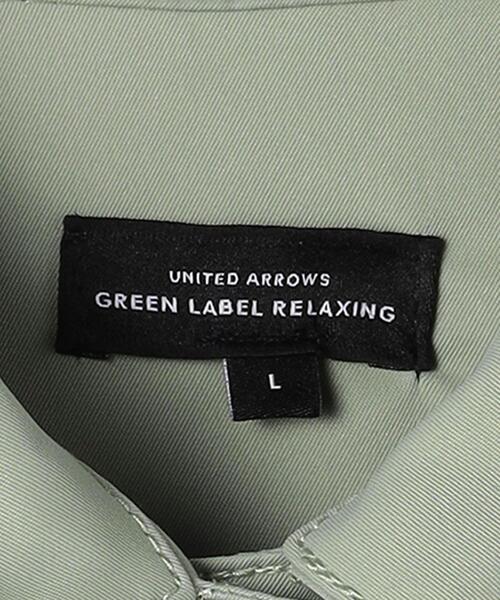 UNITED ARROWS
GREEN LABEL RELAXING
L